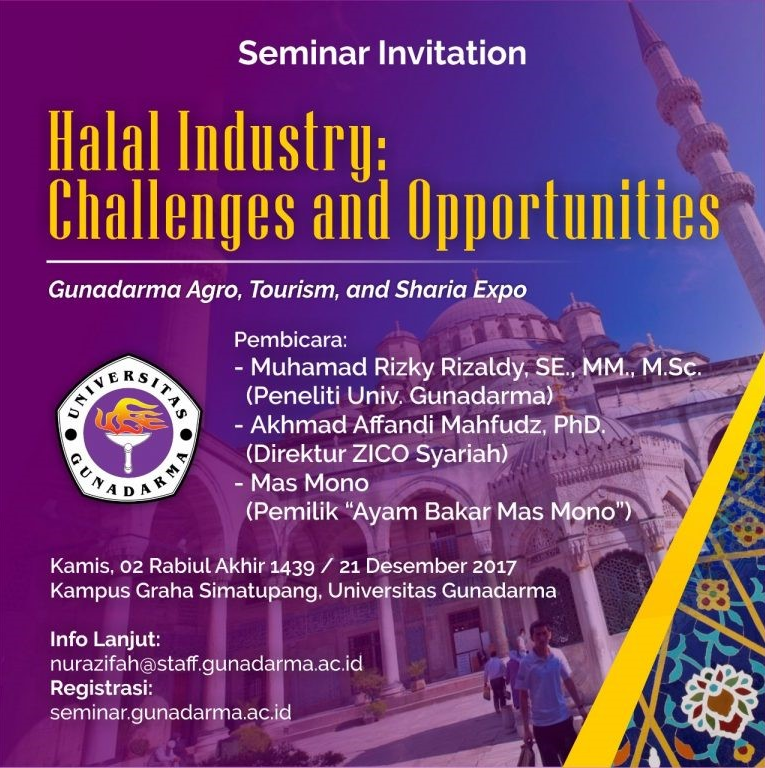 Seminar Invitation
Halal Industry:
Challenges and Opportunities
Gunadarma Agro, Tourism, and Sharia Expo
Pembicara:
- Muhamad Rizky Rizaldy, SE., MM., M.Sc.
(Peneliti Univ. Gunadarma)
- Akhmad Affandi Mahfudz, PhD.
(Direktur ZICO Syariah)
- Mas Mono
(Pemilik “Ayam Bakar Mas Mono”)
UNIVERSITAS
GUNADARMA
Kamis, 02 Rabiul Akhir 1439 / 21 Desember 2017
Kampus Graha Simatupang, Universitas Gunadarma
Info Lanjut:
nurazifah@staff.gunadarma.ac.id
Registrasi:
seminar.gunadarma.ac.id